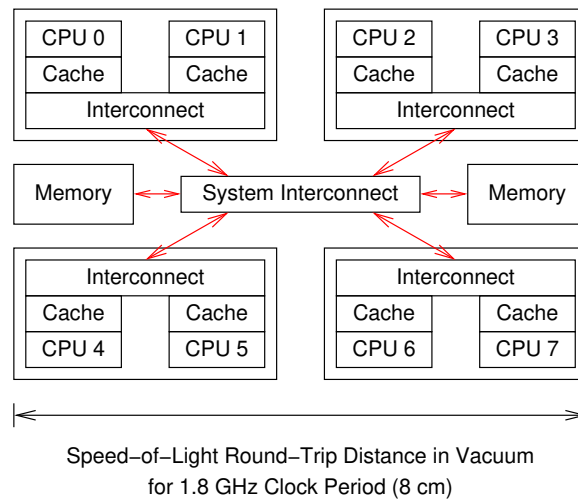 CPU 0 CPU 1 CPU 2 CPU 3
Cache Cache Cache Cache
Interconnect Interconnect
Memory System Interconnect Memory
Interconnect Interconnect
Cache Cache Cache Cache
CPU 4 CPU 5 CPU 6 CPU 7
Speed−of−Light Round−Trip Distance in Vacuum
for 1.8 GHz Clock Period (8 cm)